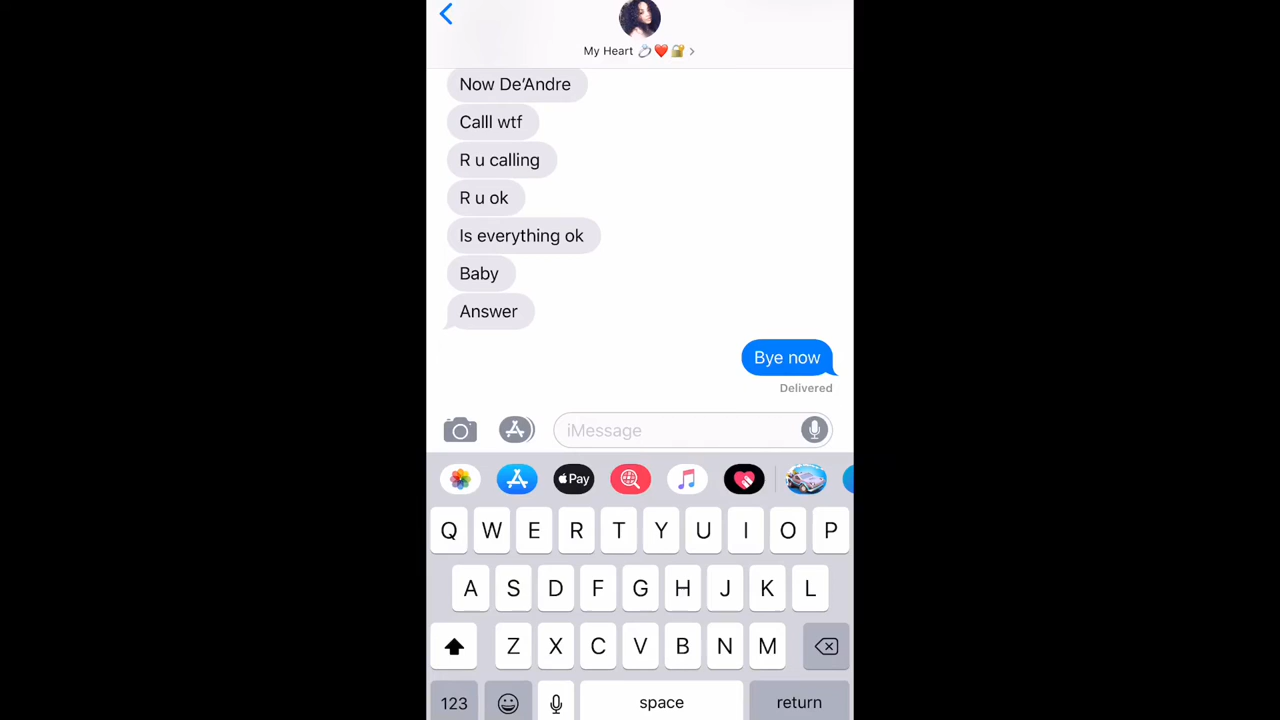 My Heart 💍❤️🔐 >
Now De’Andre
Calll wtf
R u calling
R u ok
Is everything ok
Baby
Answer
Bye now
Delivered
iMessage
Pay
Q W E R T Y U I O P
A S D F G H J K L
Z X C V B N M
123 space return